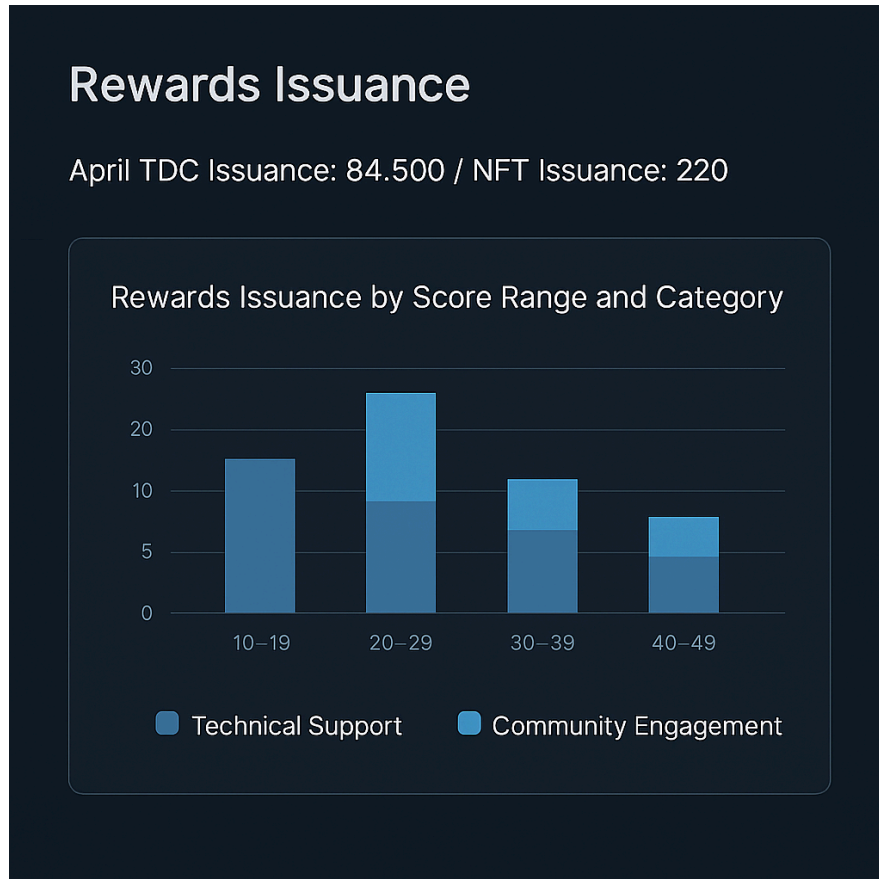 Rewards Issuance
April TDC Issuance: 84.500 / NFT Issuance: 220
Rewards Issuance by Score Range and Category
30
20
10
5
0
10–19 20–29 30–39 40–49
Technical Support Community Engagement